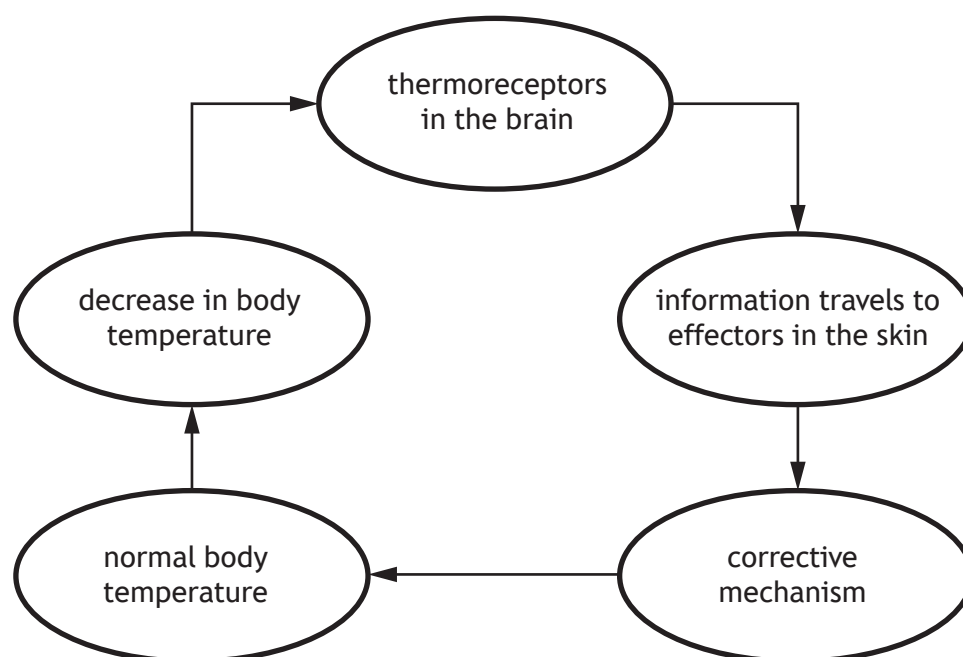 thermoreceptors
in the brain
decrease in body
temperature
information travels to
effectors in the skin
normal body
temperature
corrective
mechanism